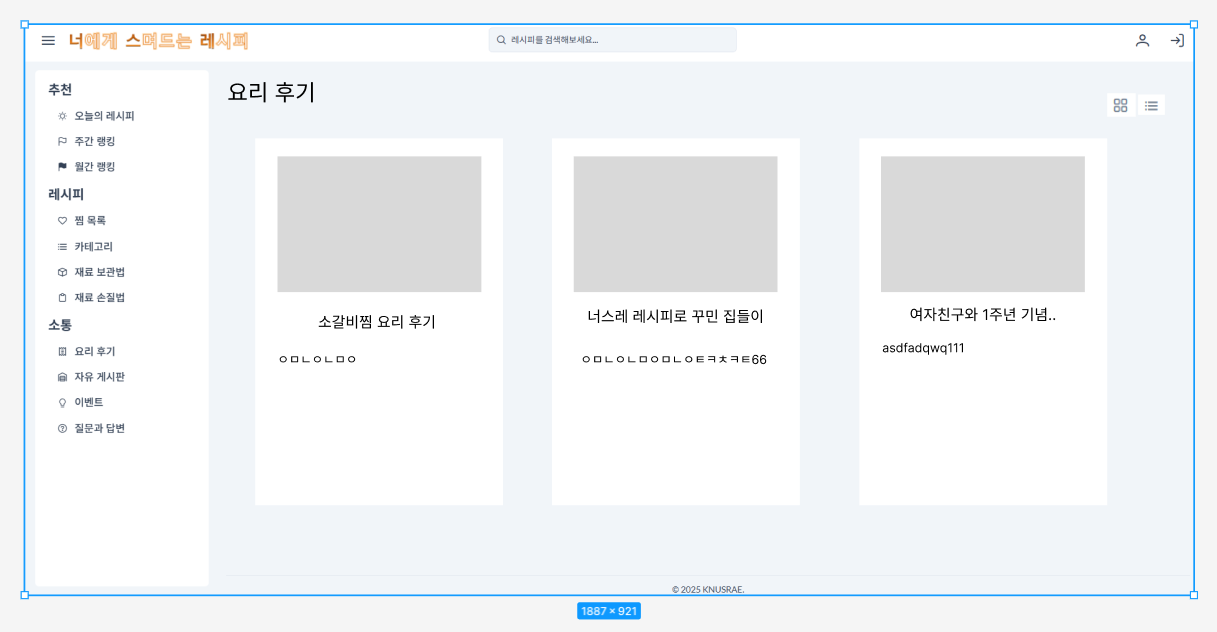 너에게 스며드는 레시피
레시피를 검색해보세요...
추천
오늘의 레시피
주간 랭킹
월간 랭킹
레시피
찜 목록
카테고리
재료 보관법
재료 손질법
소통
요리 후기
자유 게시판
이벤트
질문과 답변
요리 후기
소갈비찜 요리 후기
ㅇㅁㄴㅇㄴㅁㅇ
너스레 레시피로 꾸민 집들이
ㅇㅁㄴㅇㄴㅁㅇㅁㄴㅇㅌㅋㅊㅋㅌ66
여자친구와 1주년 기념..
asdfadqwq111
© 2025 KNUSRAE.
1887 × 921